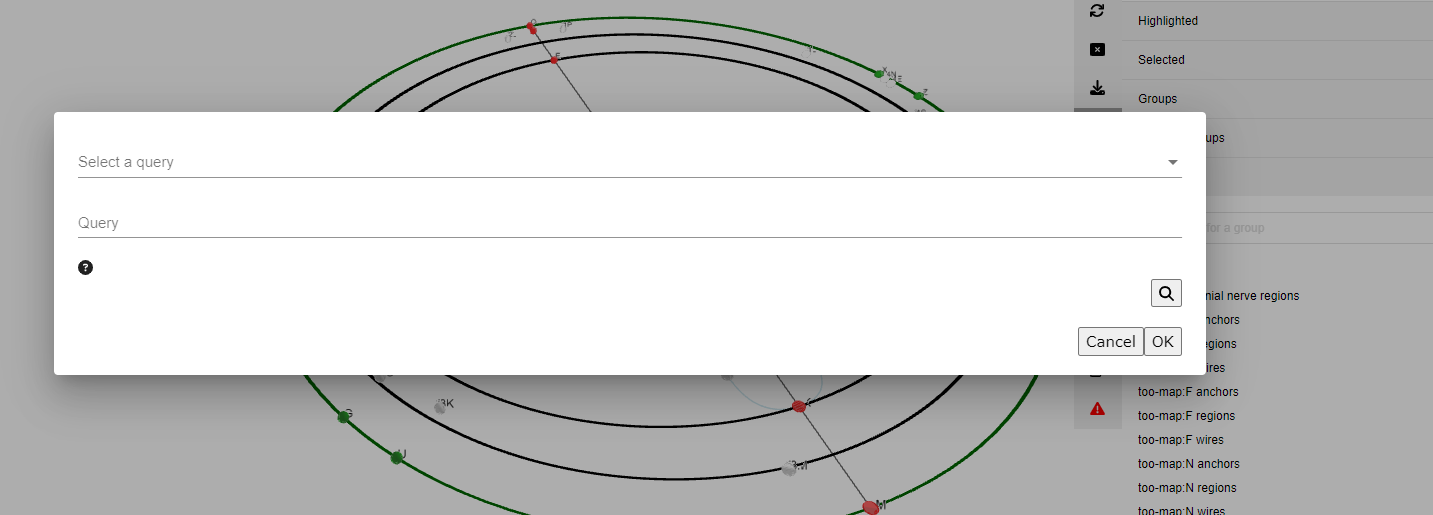 Highlighted
Selected
Groups
ups
Select a query
Query
for a group
Cancel
OK
nial nerve regions
nchors
egions
ires
too-map:F anchors
too-map:F regions
too-map:F wires
too-map:N anchors
too-map:N regions
too-map:N wires
G
U
3K
M